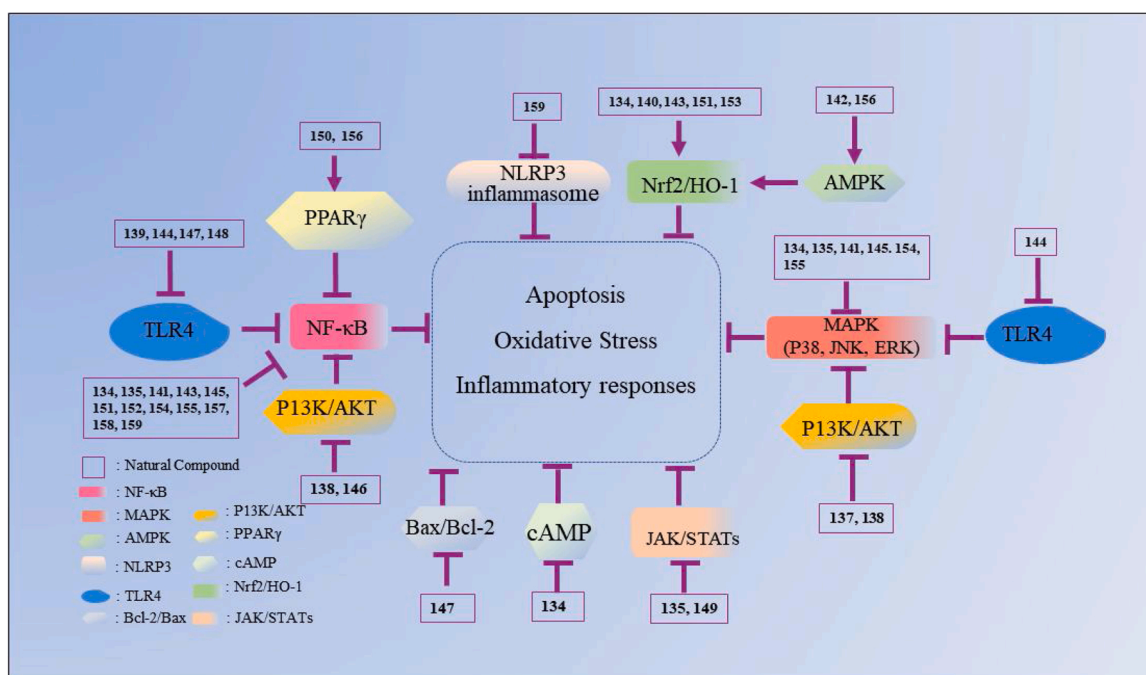 159
134, 140, 143, 151, 153
142, 156
150, 156
NLRP3
inflammasome
Nrf2/HO-1
AMPK
PPARγ
139, 144, 147, 148
134, 135, 141, 145. 154,
155
144
Apoptosis
TLR4
NF-κB
Oxidative Stress
MAPK
(P38, JNK, ERK)
TLR4
Inflammatory responses
134, 135, 141, 143, 145,
151, 152, 154, 155, 157,
158, 159
P13K/AKT
P13K/AKT
: Natural Compound
138, 146
: NF-κB
: MAPK
: P13K/AKT
: AMPK
: PPARγ
: NLRP3
: cAMP
: TLR4
: Nrf2/HO-1
: Bcl-2/Bax
: JAK/STATs
Bax/Bcl-2
cAMP
JAK/STATs
137, 138
147
134
135, 149